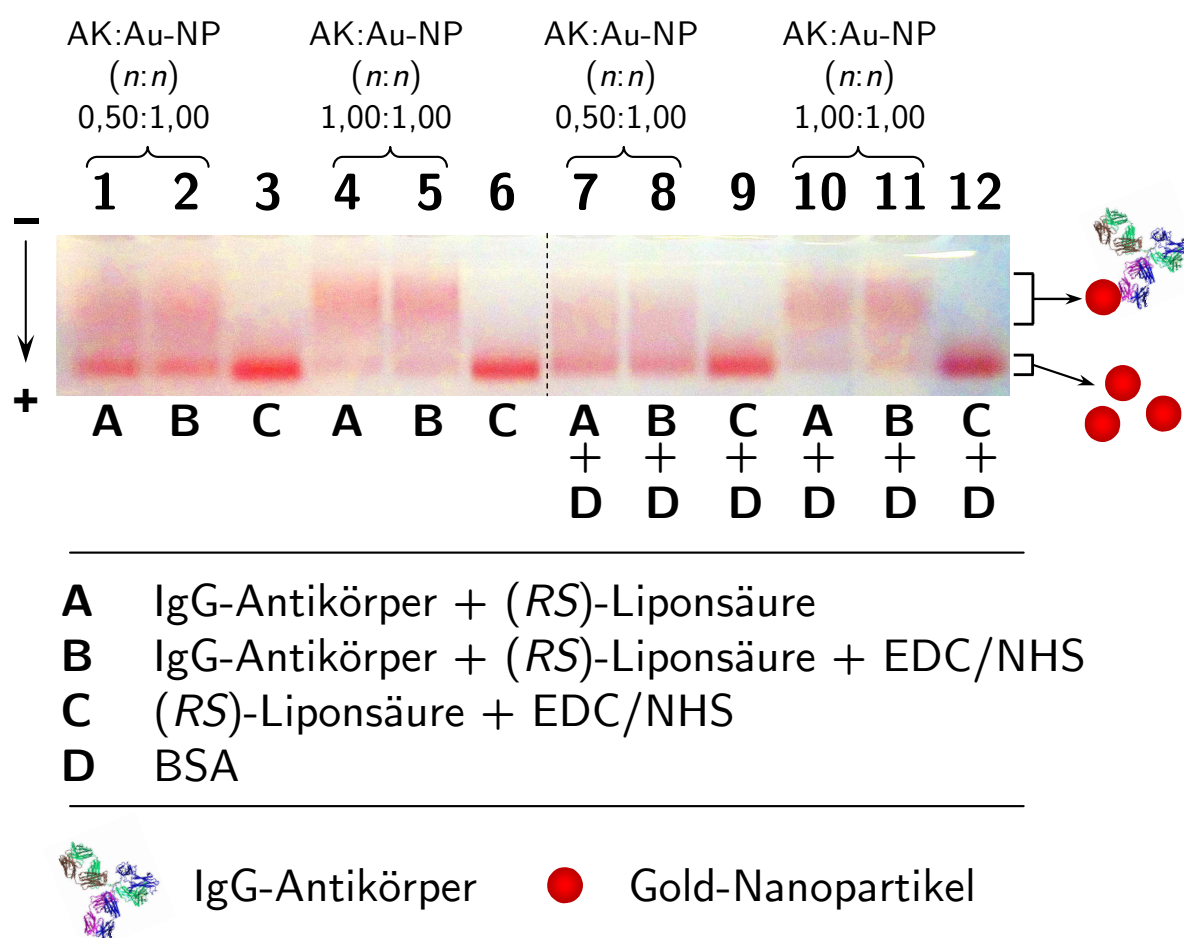 AK:Au-NP AK:Au-NP AK:Au-NP AK:Au-NP
(n:n) (n:n) (n:n) (n:n)
0,50:1,00 1,00:1,00 0,50:1,00 1,00:1,00
1 2 3 4 5 6 7 8 9 10 11 12
−
+
A B C A B C A B C A B C
+ + + + + +
D D D D D D
A IgG-Antikörper + (RS)-Liponsäure
B IgG-Antikörper + (RS)-Liponsäure + EDC/NHS
C (RS)-Liponsäure + EDC/NHS
D BSA
IgG-Antikörper Gold-Nanopartikel